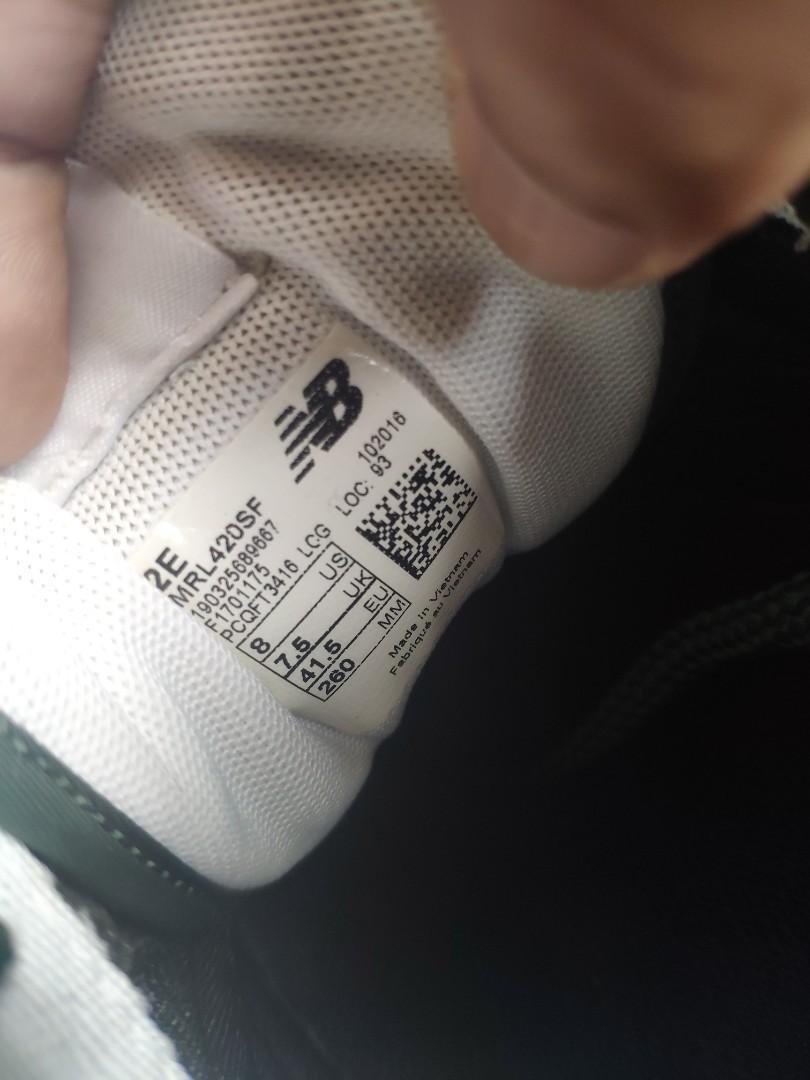 NB
102016
LOC: 93
2E
MRL420SF
190325689667
F1701175
PCQFT3416 LCG
8 US
7.5 UK
41.5 EU
260 MM
Made in Vietnam
Fabriqué au Vietnam